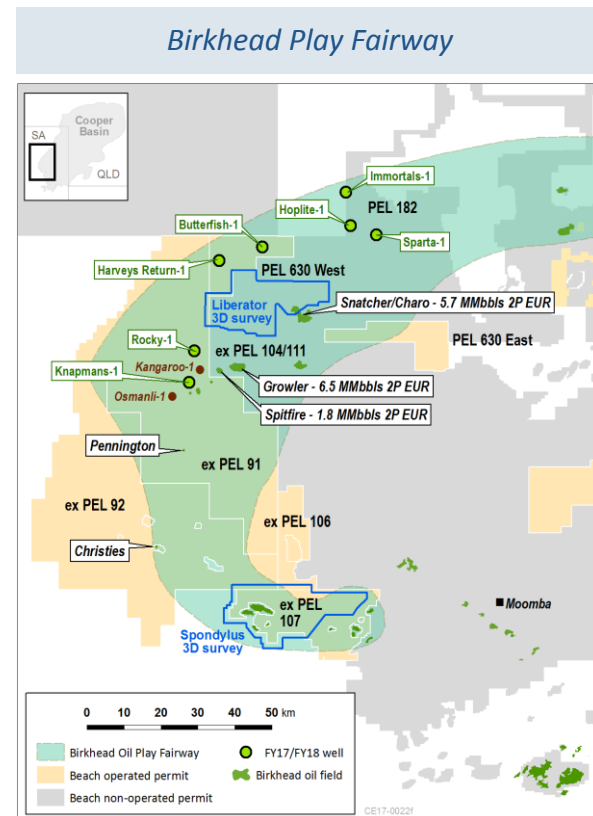 Birkhead Play Fairway
Cooper
Basin
SA
QLD
Immortals-1
Hoplite-1
PEL 182
Butterfish-1
Sparta-1
Harveys Return-1
PEL 630 West
Liberator
3D survey
Snatcher/Charo - 5.7 MMbbls 2P EUR
PEL 630 East
Rocky-1
ex PEL 104/111
Kangaroo-1
Knapmans-1
Growler - 6.5 MMbbls 2P EUR
Osmanli-1
Spitfire - 1.8 MMbbls 2P EUR
Pennington
ex PEL 91
ex PEL 92
ex PEL 106
Christies
ex PEL
107
Moomba
Spondylus
3D survey
0 10 20 30 40 50 km
Birkhead Oil Play Fairway
FY17/FY18 well
Beach operated permit
Birkhead oil field
Beach non-operated permit
CE17-0022f